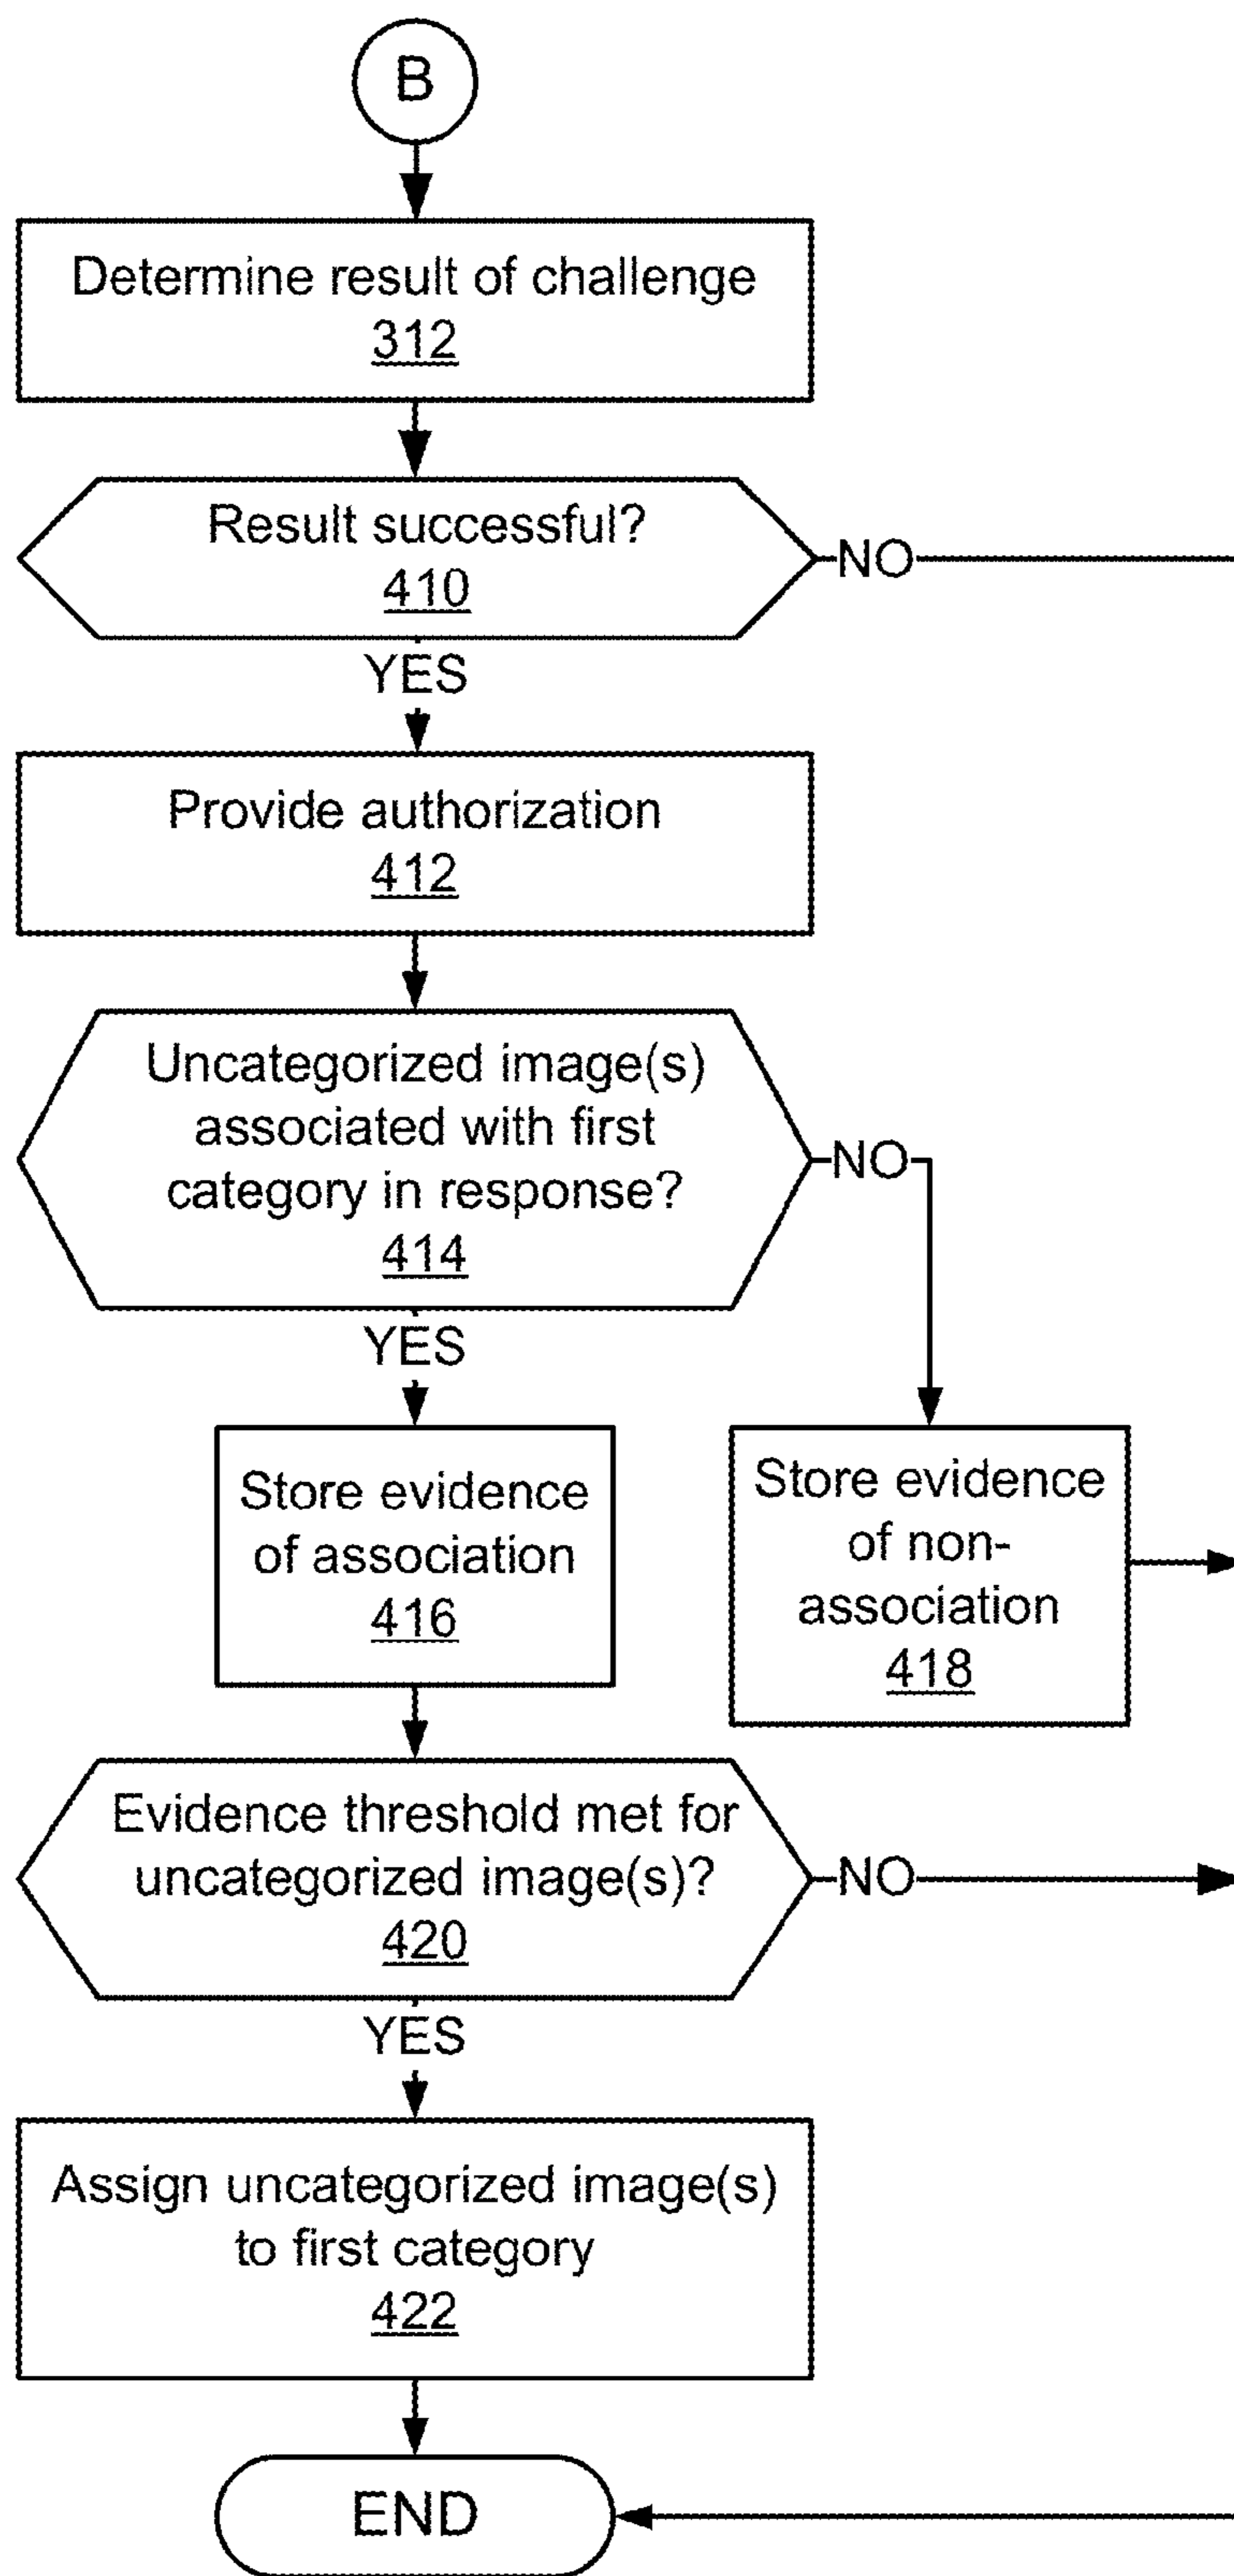 B
Determine result of challenge
312
Result successful?
410
NO
YES
Provide authorization
412
Uncategorized image(s)
associated with first
category in response?
414
NO
YES
Store evidence
of association
416
Store evidence
of non-
association
418
Evidence threshold met for
uncategorized image(s)?
420
NO
YES
Assign uncategorized image(s)
to first category
422
END